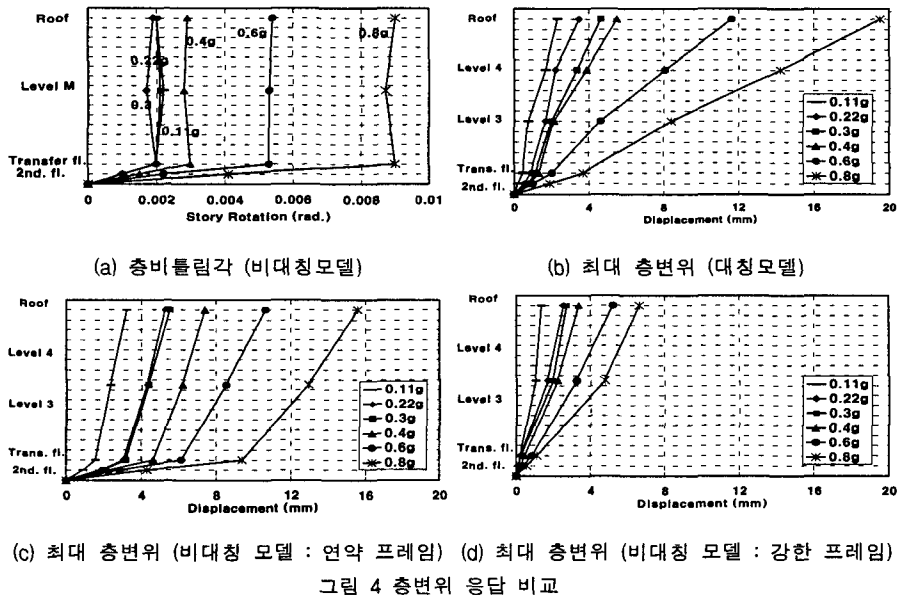 Roof
Level M
Transfer fl.
2nd. fl.
0.22g
0.3
0.11g
0.4g
0.6g
0.8g
0 0.002 0.004 0.006 0.008 0.01
Story Rotation (rad.)
(a) 층비틀림각 (비대칭모델)
Roof
Level 4
Level 3
Trans. fl.
2nd. fl.
0.11g
0.22g
0.3g
0.4g
0.6g
0.8g
0 4 8 12 16 20
Displacement (mm)
(b) 최대 층변위 (대칭모델)
Roof
Level 4
Level 3
Trans. fl.
2nd. fl.
0.11g
0.22g
0.3g
0.4g
0.6g
0.8g
0 4 8 12 16 20
Displacement (mm)
(c) 최대 층변위 (비대칭 모델 : 연약 프레임)
Roof
Level 4
Level 3
Trans. fl.
2nd. fl.
0.11g
0.22g
0.3g
0.4g
0.6g
0.8g
0 4 8 12 16 20
Displacement (mm)
(d) 최대 층변위 (비대칭 모델 : 강한 프레임)
그림 4 층변위 응답 비교